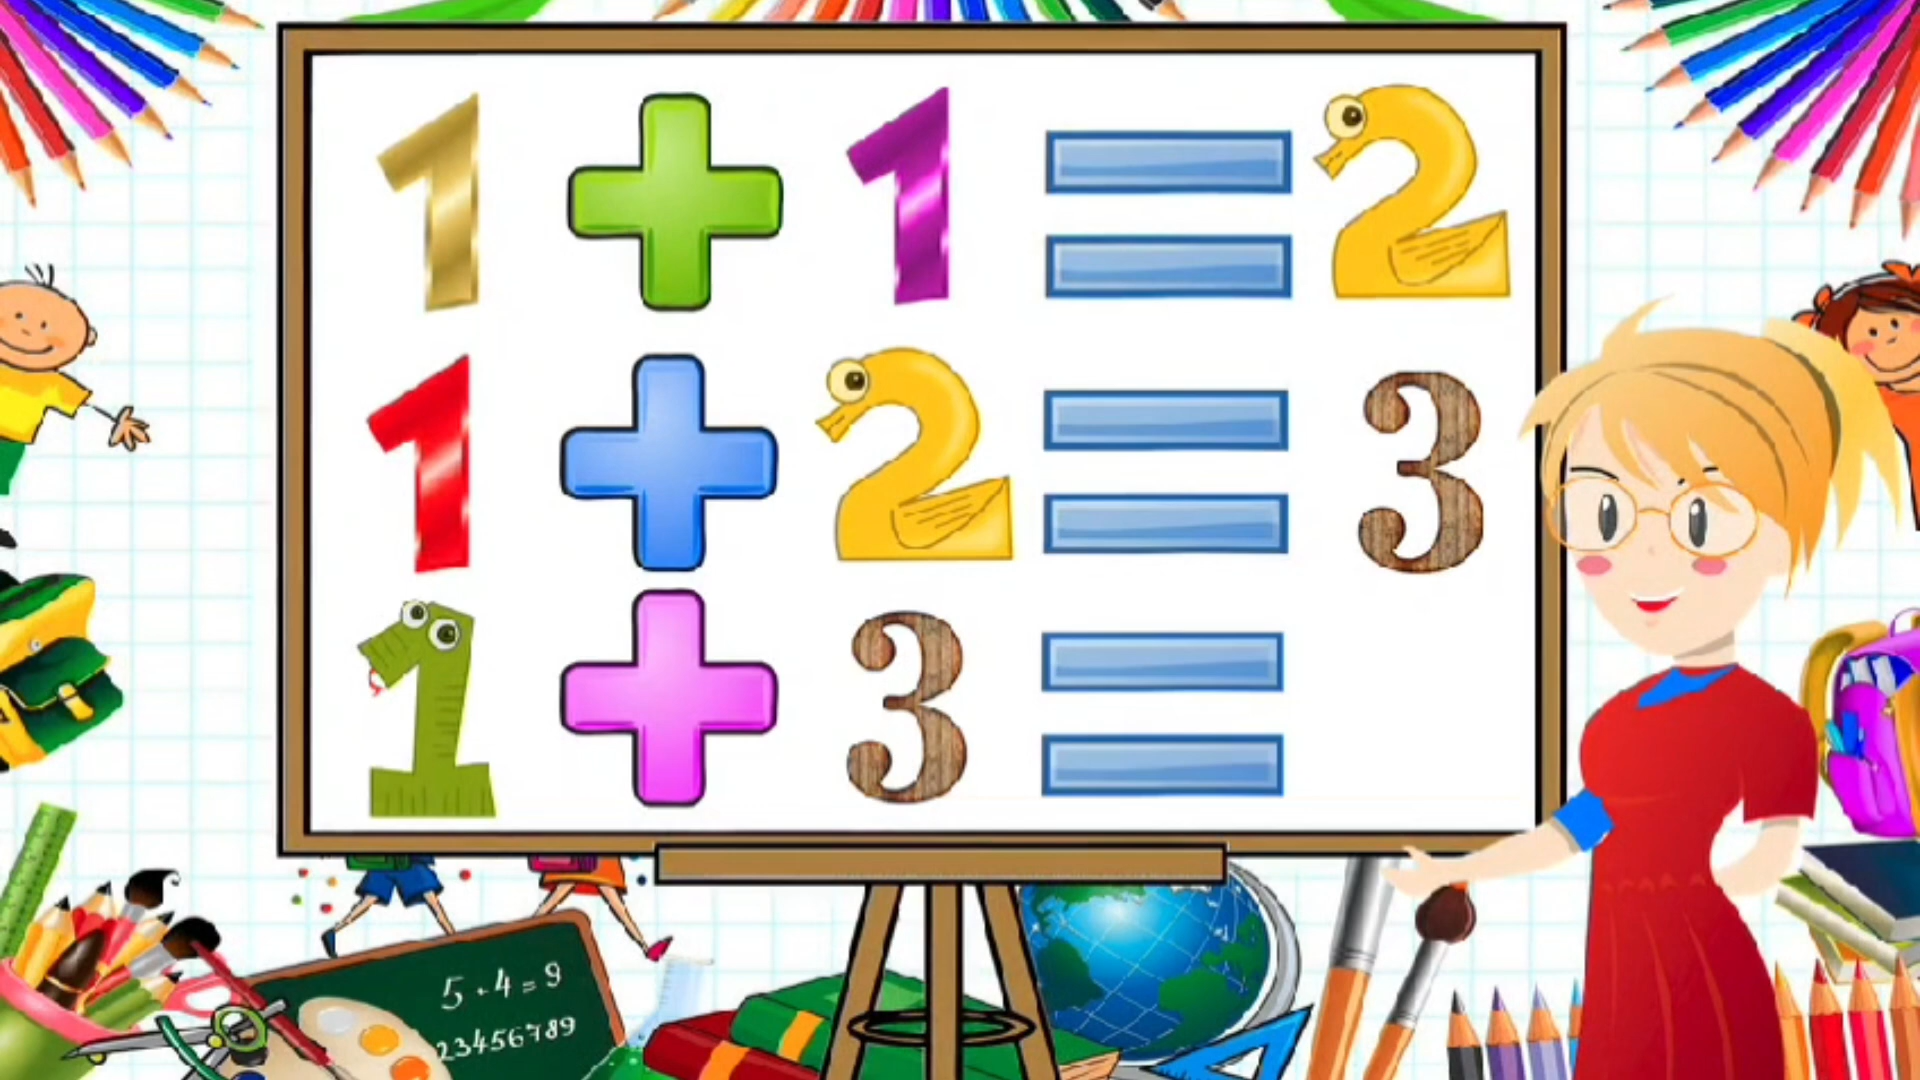 1 + 1 = 2
1 + 2 = 3
1 + 3 =
5 + 4 = 9
23456789